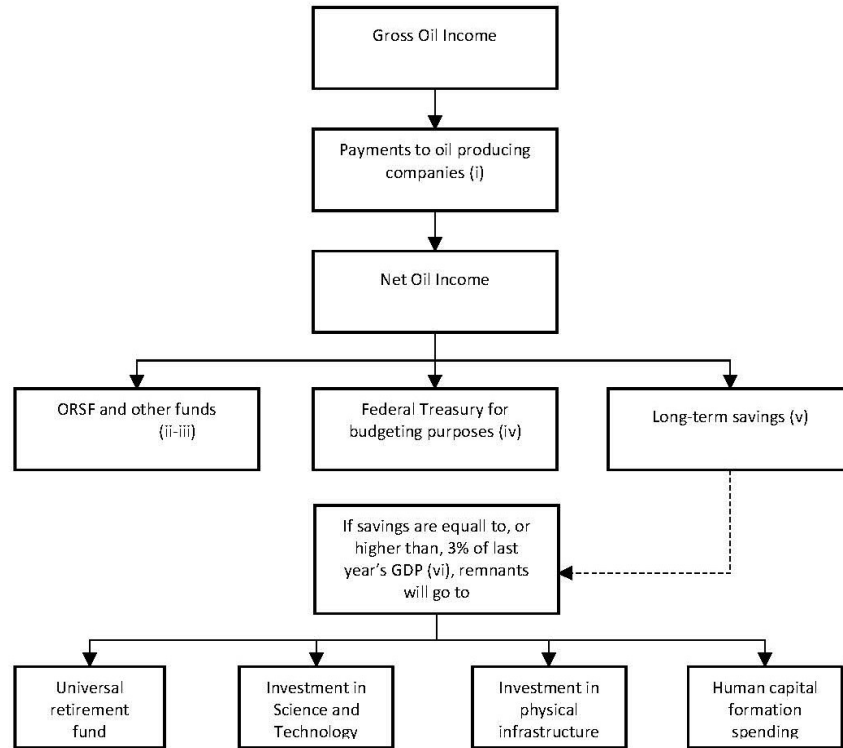 Gross Oil Income
Payments to oil producing
companies (i)
Net Oil Income
ORSF and other funds
(ii-iii)
Federal Treasury for
budgeting purposes (iv)
Long-term savings (v)
If savings are equall to, or
higher than, 3% of last
year's GDP (vi), remnants
will go to
Universal
retirement
fund
Investment in
Science and
Technology
Investment in
physical
infrastructure
Human capital
formation
spending